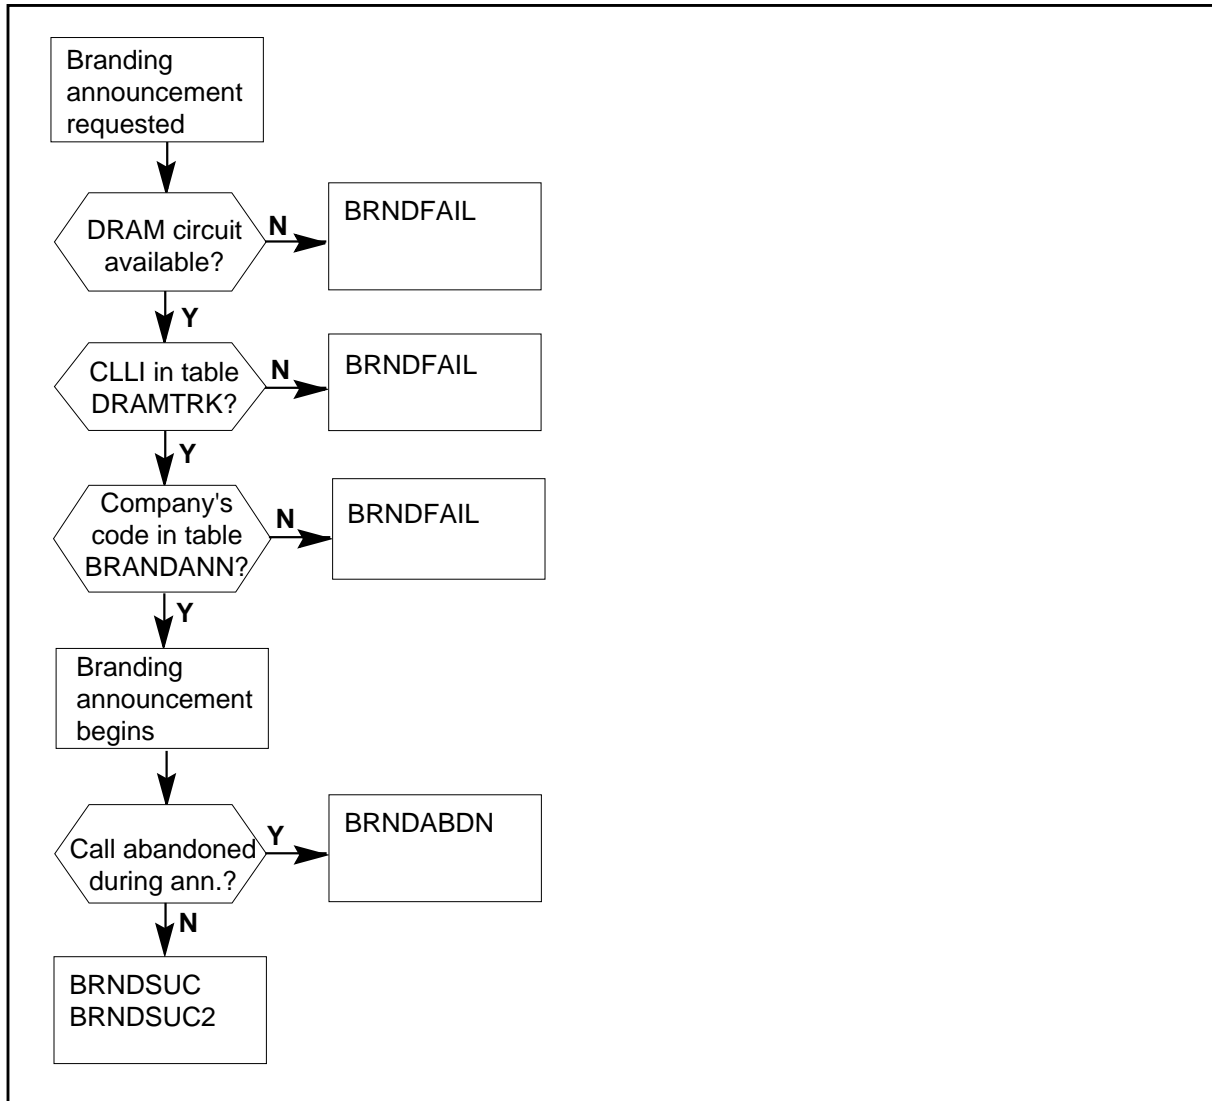 Branding
announcement
requested
DRAM circuit
available?
N
BRNDFAIL
Y
CLLI in table
DRAMTRK?
N
BRNDFAIL
Y
Company's
code in table
BRANDANN?
N
BRNDFAIL
Y
Branding
announcement
begins
Call abandoned
during ann.?
Y
BRNDABDN
N
BRNDSUC
BRNDSUC2